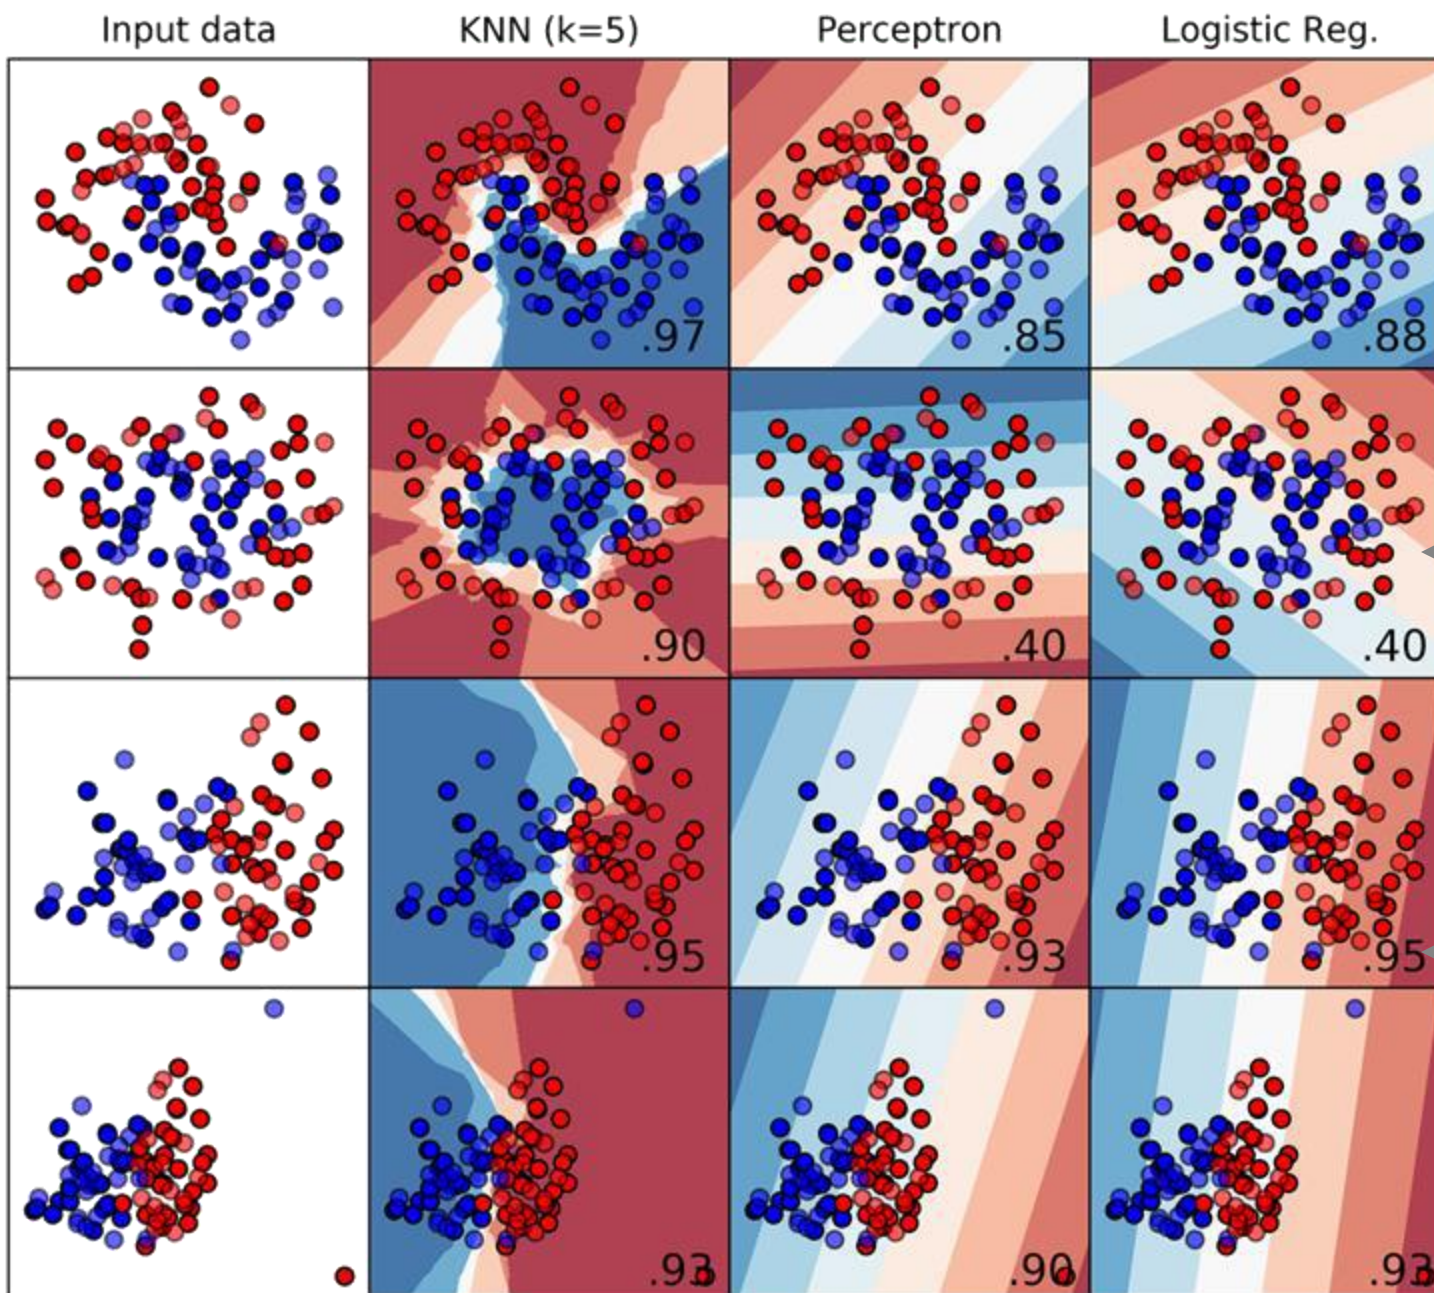 Input data KNN (k=5) Perceptron Logistic Reg.
.97 .85 .88
.90 .40 .40
.95 .93 .95
.93 .90 .93